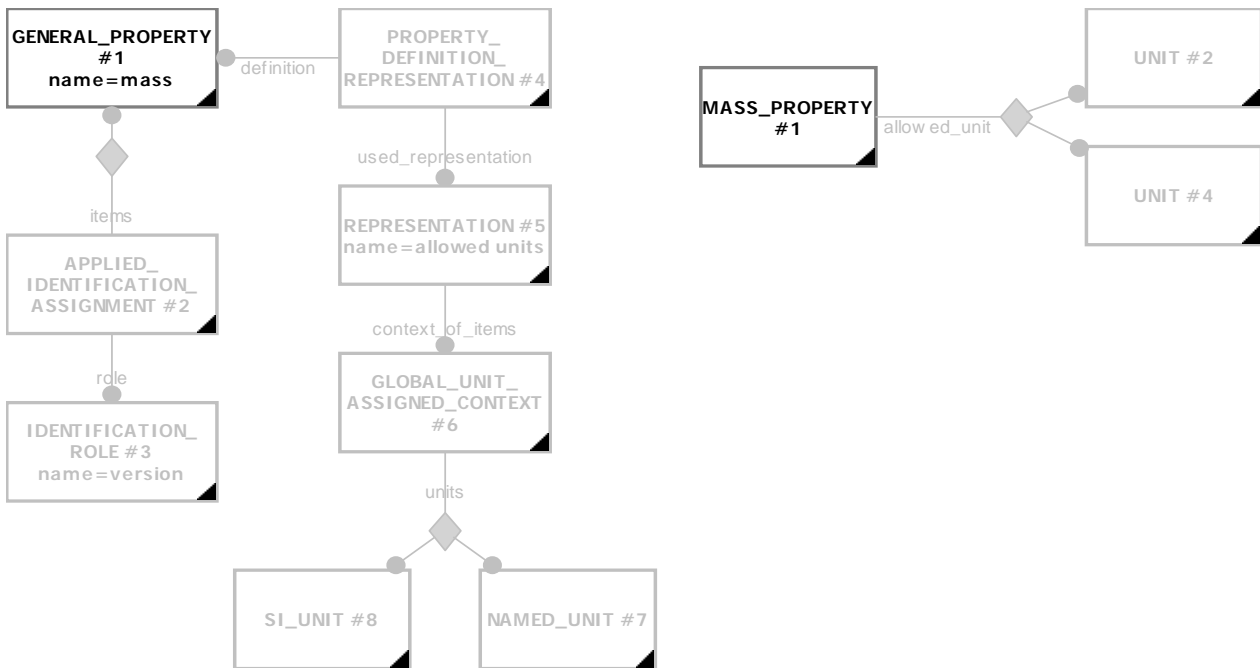 GENERAL_PROPERTY
#1
name=mass
definition
PROPERTY_
DEFINITION_
REPRESENTATION #4
used_representation
REPRESENTATION #5
name=allowed units
context_of_items
GLOBAL_UNIT_
ASSIGNED_CONTEXT
#6
units
SI_UNIT #8
NAMED_UNIT #7
items
APPLIED_
IDENTIFICATION_
ASSIGNMENT #2
role
IDENTIFICATION_
ROLE #3
name=version
MASS_PROPERTY
#1
allowed_unit
UNIT #2
UNIT #4